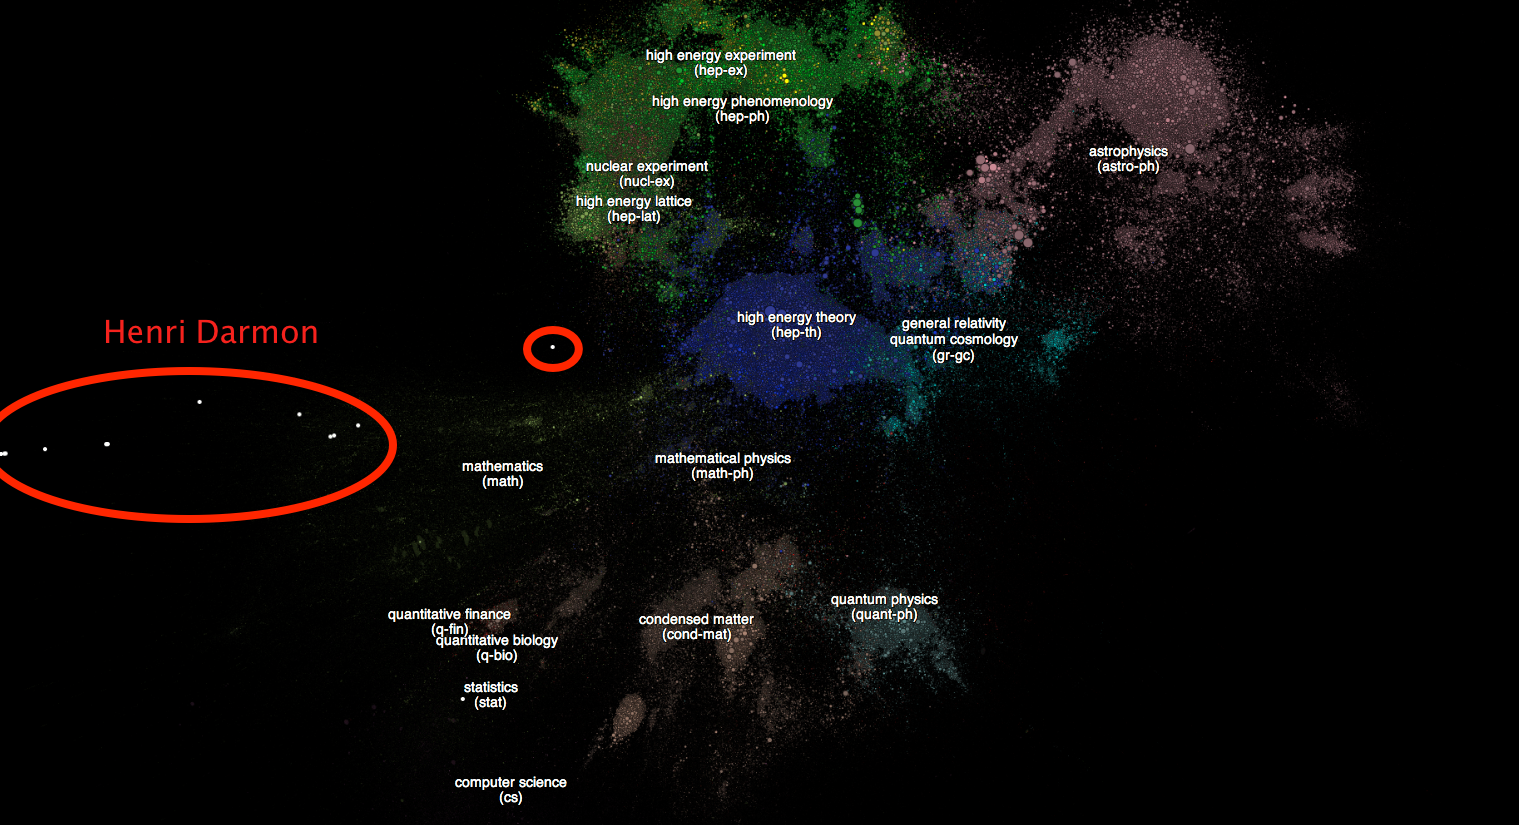 high energy experiment
(hep-ex)
high energy phenomenology
(hep-ph)
astrophysics
(astro-ph)
nuclear experiment
(nucl-ex)
high energy lattice
(hep-lat)
Henri Darmon
high energy theory
(hep-th)
general relativity
quantum cosmology
(gr-gc)
mathematics
(math)
mathematical physics
(math-ph)
quantitative finance
(q-fin)
quantitative biology
(q-bio)
condensed matter
(cond-mat)
quantum physics
(quant-ph)
statistics
(stat)
computer science
(cs)